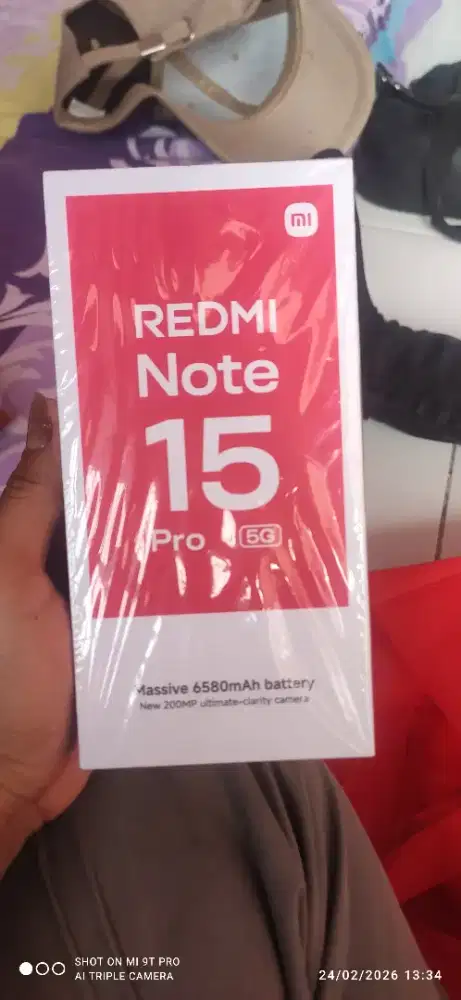 mi
REDMI
Note
15
Pro 5G
Massive 6580mAh battery
New 200MP ultimate-clarity camera
SHOT ON MI 9T PRO
AI TRIPLE CAMERA
24/02/2026 13:34